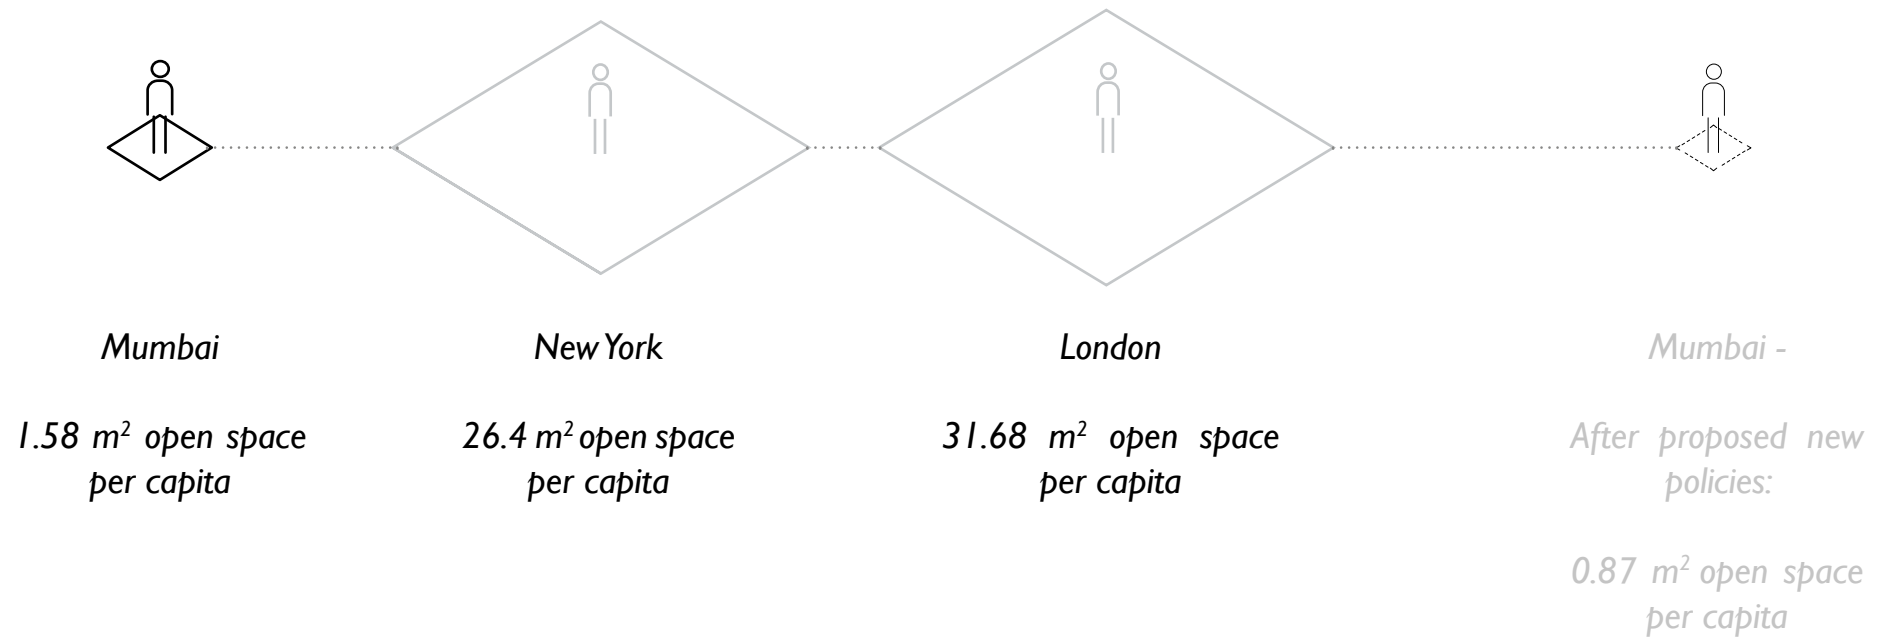 Mumbai
1.58 m² open space
per capita
New York
26.4 m² open space
per capita
London
31.68 m² open space
per capita
Mumbai -
After proposed new
policies:
0.87 m² open space
per capita